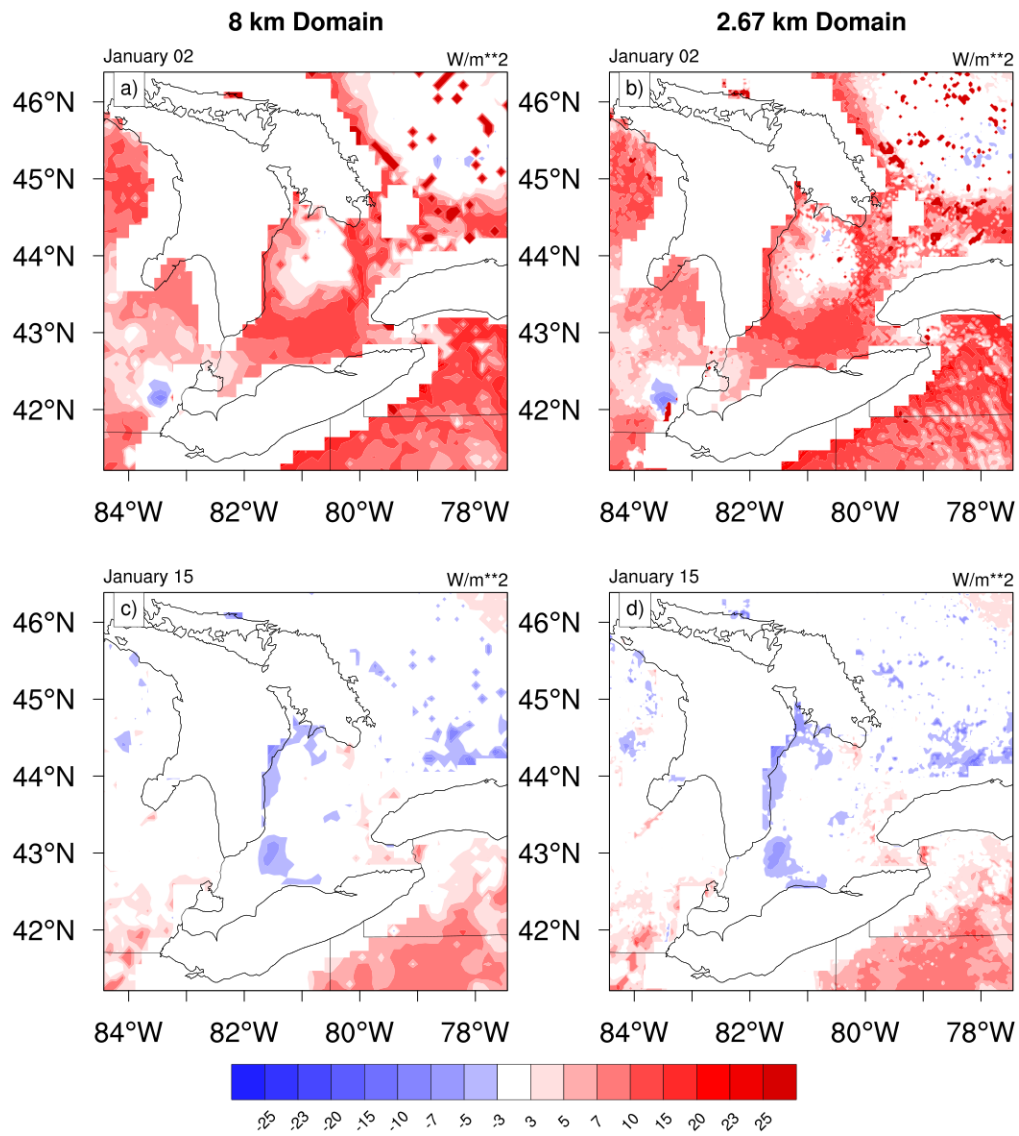 8 km Domain 2.67 km Domain
January 02 W/m**2 January 02 W/m**2
a) b)
46°N 46°N
45°N 45°N
44°N 44°N
43°N 43°N
42°N 42°N
84°W 82°W 80°W 78°W 84°W 82°W 80°W 78°W
January 15 W/m**2 January 15 W/m**2
c) d)
46°N 46°N
45°N 45°N
44°N 44°N
43°N 43°N
42°N 42°N
84°W 82°W 80°W 78°W 84°W 82°W 80°W 78°W
-25 -23 -20 -15 -10 -7 -5 -3 3 5 7 10 15 20 23 25